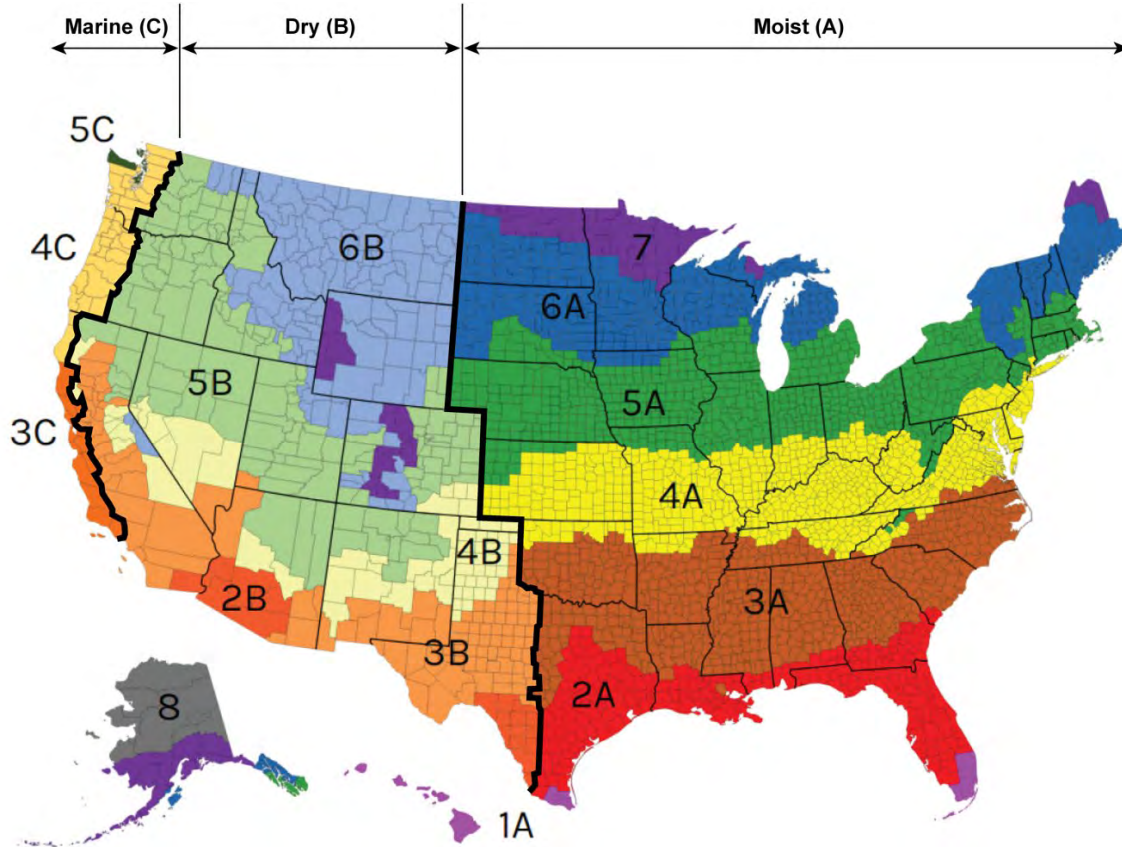 Marine (C)
Dry (B)
Moist (A)
5C
4C
6B
7
6A
5B
5A
3C
4A
4B
2B
3A
3B
2A
8
1A